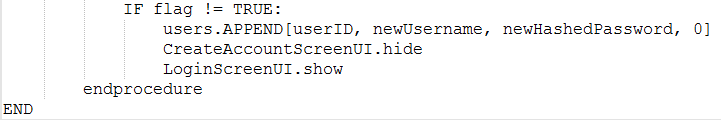 IF flag != TRUE:
users.APPEND[userID, newUsername, newHashedPassword, 0]
CreateAccountScreenUI.hide
LoginScreenUI.show
endprocedure
END